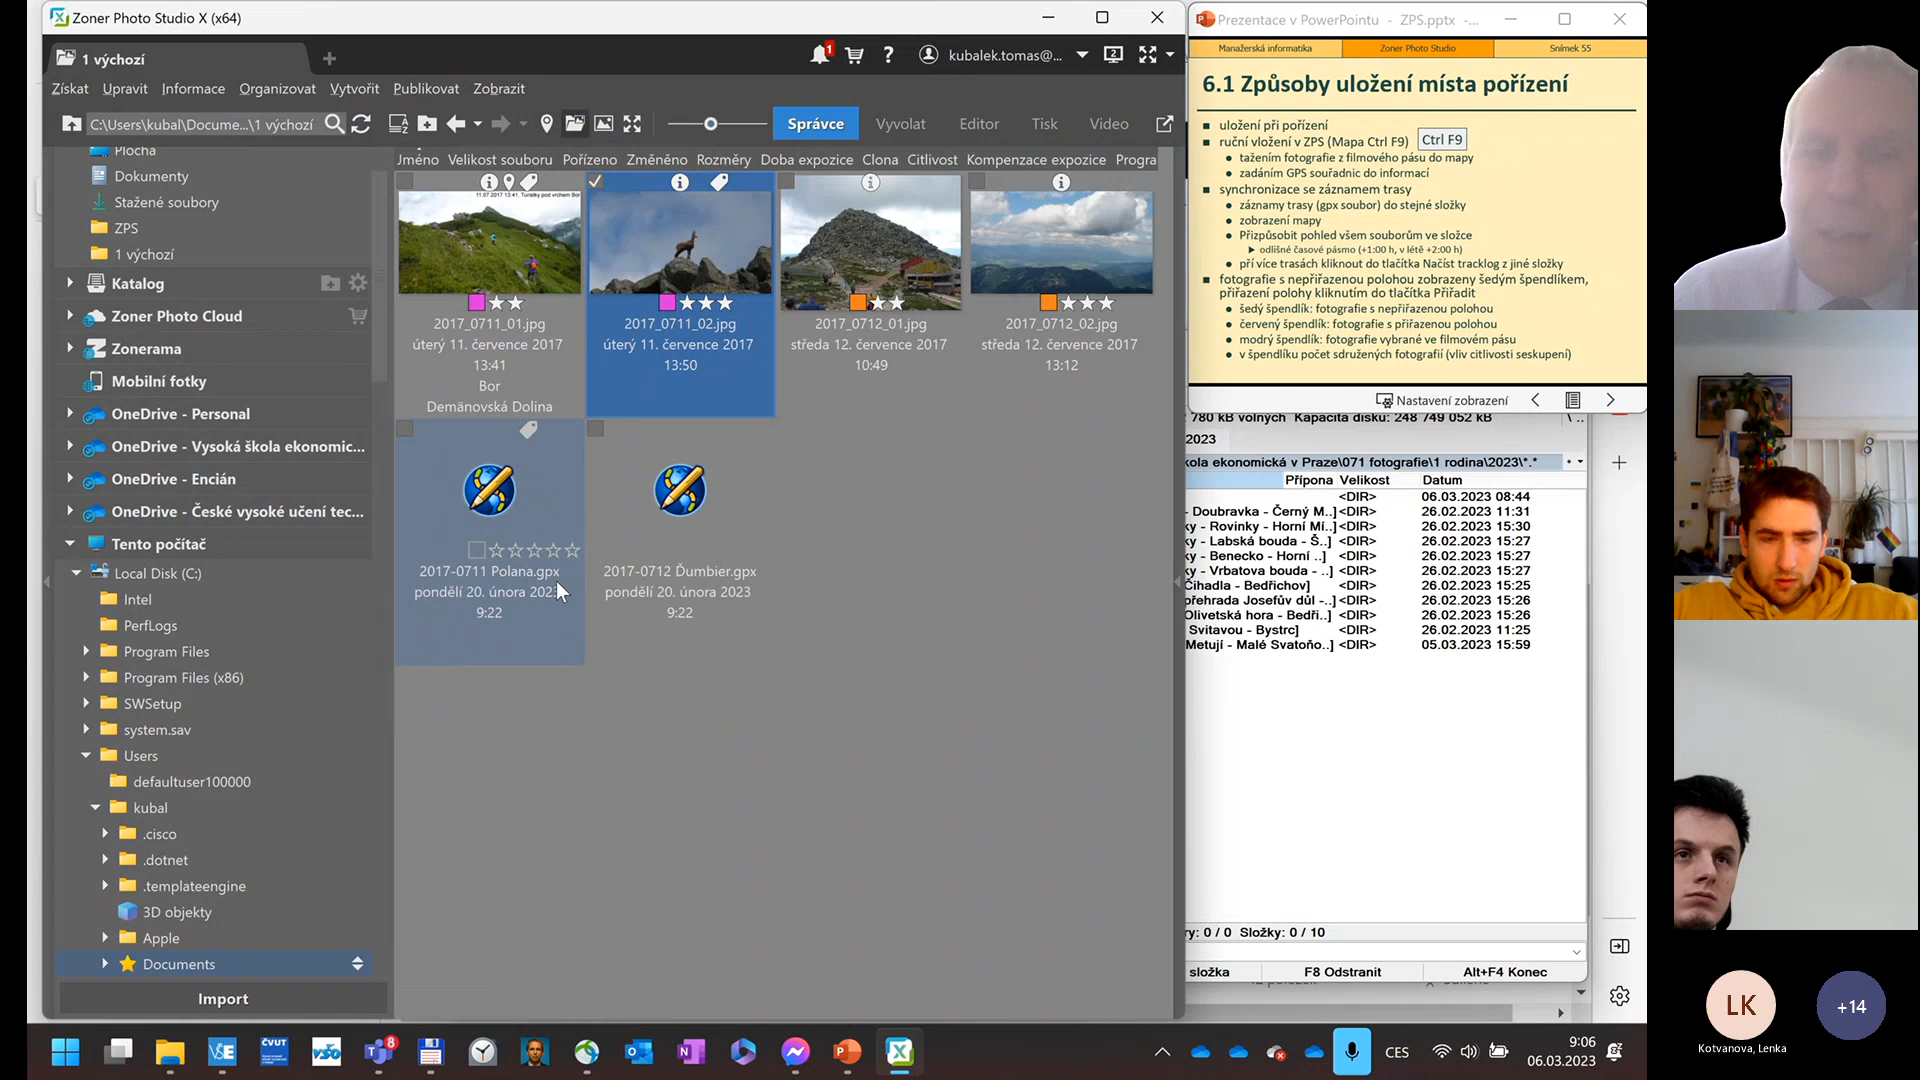 Zoner Photo Studio X (x64)
1 výchozí
1
kubalek.tomas@...
2
Získat Upravit Informace Organizovat Vytvořit Publikovat Zobrazit
C:\Users\kubal\Docume...\1 výchozí
Správce Vyvolat Editor Tisk Video
Jméno Velikost souboru Pořízeno Změněno Rozměry Doba expozice Clona Citlivost Kompenzace expozice Progra
Plocha
Dokumenty
Stažené soubory
ZPS
1 výchozí
Katalog
Zoner Photo Cloud
Zonerama
Mobilní fotky
OneDrive - Personal
OneDrive - Vysoká škola ekonomic...
OneDrive - Encián
OneDrive - České vysoké učení tec...
Tento počítač
Local Disk (C:)
Intel
PerfLogs
Program Files
Program Files (x86)
SWSetup
system.sav
Users
defaultuser100000
kubal
.cisco
.dotnet
.templateengine
3D objekty
Apple
Documents
Import
2017_0711_01.jpg
úterý 11. července 2017
13:41
Bor
Demänovská Dolina
2017_0711_02.jpg
úterý 11. července 2017
13:50
2017_0712_01.jpg
středa 12. července 2017
10:49
2017_0712_02.jpg
středa 12. července 2017
13:12
2017-0711 Polana.gpx
pondělí 20. února 2023
9:22
2017-0712 Ďumbier.gpx
pondělí 20. února 2023
9:22
Prezentace v PowerPointu - ZPS.pptx -...
Manažerská informatika Zoner Photo Studio Snímek 55
6.1 Způsoby uložení místa pořízení
uložení při pořízení
ruční vložení v ZPS (Mapa Ctrl F9) Ctrl F9
tažením fotografie z filmového pásu do mapy
zadáním GPS souřadnic do informací
synchronizace se záznamem trasy
záznamy trasy (gpx soubor) do stejné složky
zobrazení mapy
Přizpůsobit pohled všem souborům ve složce
odlišné časové pásmo (+1:00 h, v létě +2:00 h)
pří více trasách kliknout do tlačítka Načíst tracklog z jiné složky
fotografie s nepřiřazenou polohou zobrazeny šedým špendlíkem,
přiřazení polohy kliknutím do tlačítka Přiřadit
šedý špendlík: fotografie s nepřiřazenou polohou
červený špendlík: fotografie s přiřazenou polohou
modrý špendlík: fotografie vybrané ve filmovém pásu
v špendlíku počet sdružených fotografií (vliv citlivosti seskupení)
Nastavení zobrazení
780 kB volných Kapacita disku: 248 749 052 kB \ ..
2023
kola ekonomická v Praze\071 fotografie\1 rodina\2023\*.*
Přípona Velikost Datum
<DIR> 06.03.2023 08:44
Doubravka - Černý M..] <DIR> 26.02.2023 11:31
ky - Rovinky - Horní Mí..] <DIR> 26.02.2023 15:30
ky - Labská bouda - Š..] <DIR> 26.02.2023 15:27
ky - Benecko - Horní ..] <DIR> 26.02.2023 15:27
ky - Vrbatova bouda - ..] <DIR> 26.02.2023 15:27
Čihadla - Bedřichov] <DIR> 26.02.2023 15:25
přehrada Josefův důl -..] <DIR> 26.02.2023 15:26
Olivetská hora - Bedři..] <DIR> 26.02.2023 15:26
Svitavou - Bystrc] <DIR> 26.02.2023 11:25
Metují - Malé Svatoňo..] <DIR> 05.03.2023 15:59
ry: 0 / 0 Složky: 0 / 10
složka F8 Odstranit Alt+F4 Konec
LK
+14
Kotvanova, Lenka
VŠE
ČVUT
VŠO
8
CES
9:06
06.03.2023